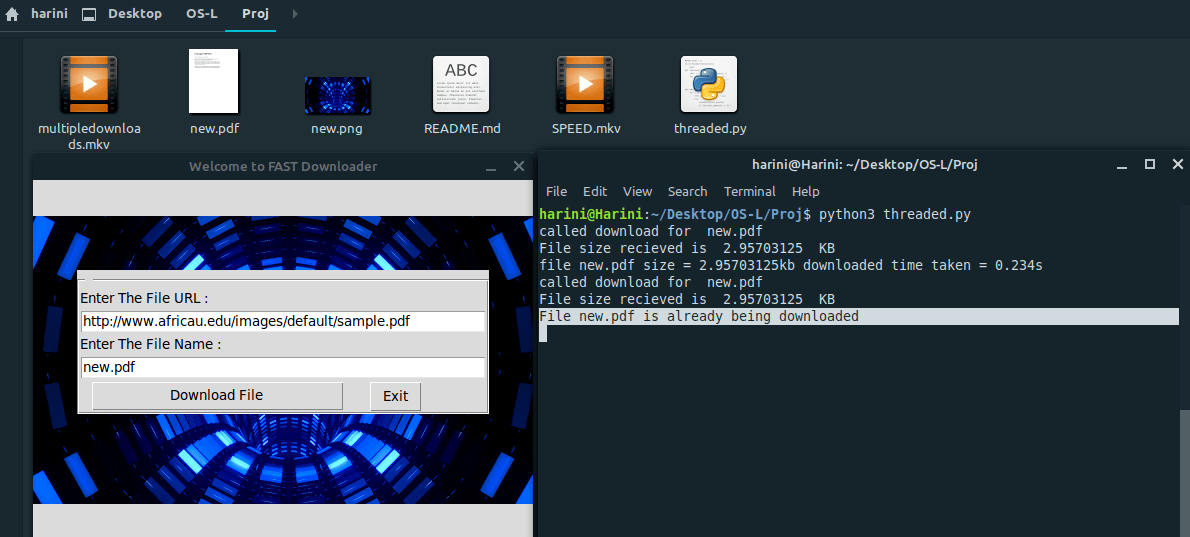 harini Desktop OS-L Proj
multipledownloa
ds.mkv
new.pdf
new.png
ABC
README.md
SPEED.mkv
threaded.py
Welcome to FAST Downloader
Enter The File URL :
http://www.africau.edu/images/default/sample.pdf
Enter The File Name :
new.pdf
Download File Exit
harini@Harini: ~/Desktop/OS-L/Proj
File Edit View Search Terminal Help
harini@Harini:~/Desktop/OS-L/Proj$ python3 threaded.py
called download for  new.pdf
File size recieved is  2.95703125  KB
file new.pdf size = 2.95703125kb downloaded time taken = 0.234s
called download for  new.pdf
File size recieved is  2.95703125  KB
File new.pdf is already being downloaded